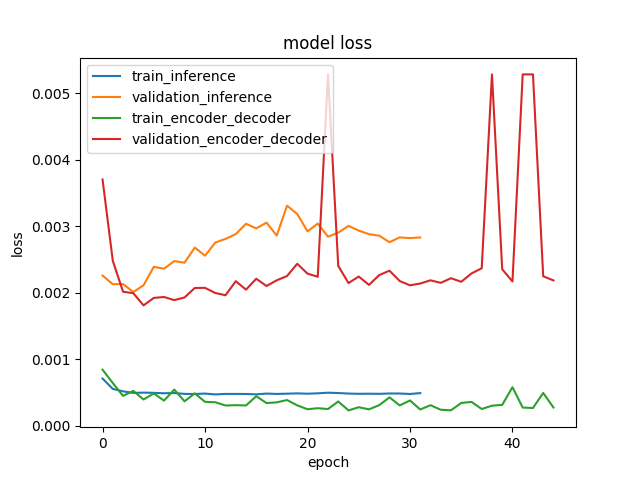 model loss
train_inference
validation_inference
train_encoder_decoder
validation_encoder_decoder
0.005
0.004
0.003
0.002
0.001
0.000
loss
0 10 20 30 40
epoch